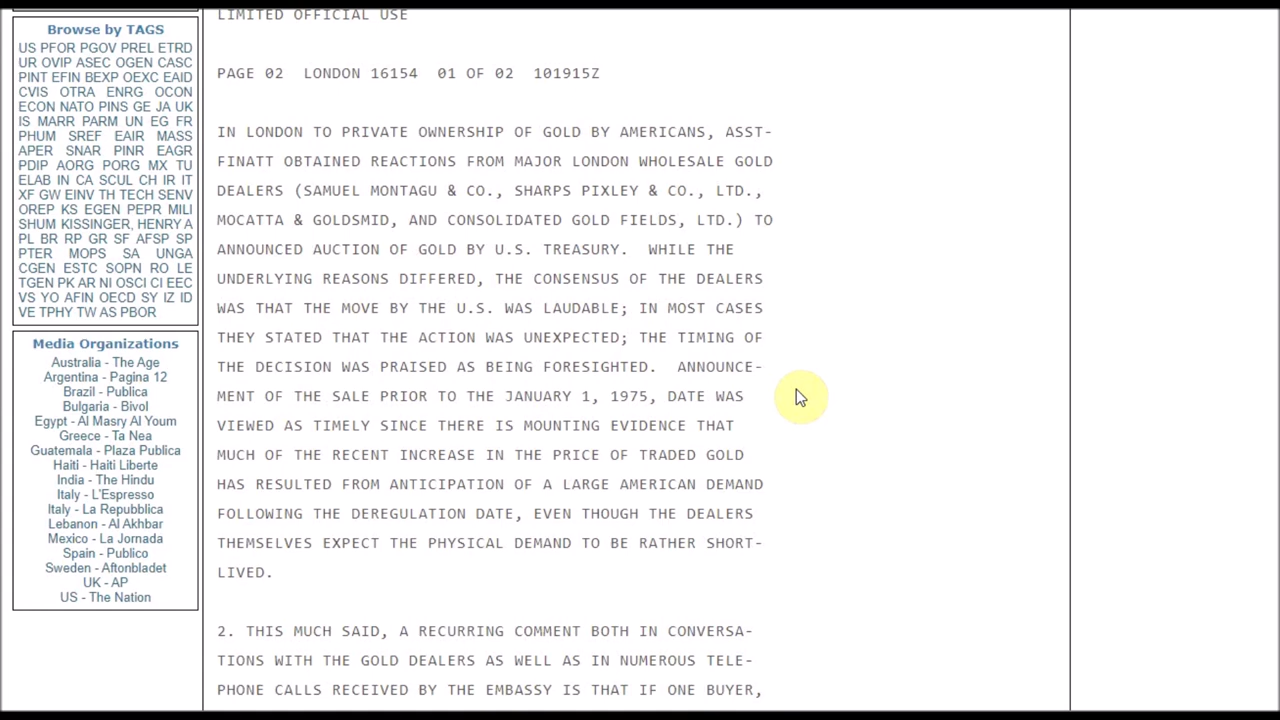 Browse by TAGS
US PFOR PGOV PREL ETRD
UR OVIP ASEC OGEN CASC
PINT EFIN BEXP OEXC EAID
CVIS OTRA ENRG OCON
ECON NATO PINS GE JA UK
IS MARR PARM UN EG FR
PHUM SREF EAIR MASS
APER SNAR PINR EAGR
PDIP AORG PORG MX TU
ELAB IN CA SCUL CH IR IT
XF GW EINV TH TECH SENV
OREP KS EGEN PEPR MILI
SHUM KISSINGER, HENRY A
PL BR RP GR SF AFSP SP
PTER MOPS SA UNGA
CGEN ESTC SOPN RO LE
TGEN PK AR NI OSCI CI EEC
VS YO AFIN OECD SY IZ ID
VE TPHY TW AS PBOR
Media Organizations
Australia - The Age
Argentina - Pagina 12
Brazil - Publica
Bulgaria - Bivol
Egypt - Al Masry Al Youm
Greece - Ta Nea
Guatemala - Plaza Publica
Haiti - Haiti Liberte
India - The Hindu
Italy - L'Espresso
Italy - La Repubblica
Lebanon - Al Akhbar
Mexico - La Jornada
Spain - Publico
Sweden - Aftonbladet
UK - AP
US - The Nation
LIMITED OFFICIAL USE
PAGE 02 LONDON 16154 01 OF 02 101915Z
IN LONDON TO PRIVATE OWNERSHIP OF GOLD BY AMERICANS, ASST-
FINATT OBTAINED REACTIONS FROM MAJOR LONDON WHOLESALE GOLD
DEALERS (SAMUEL MONTAGU & CO., SHARPS PIXLEY & CO., LTD.,
MOCATTA & GOLDSMID, AND CONSOLIDATED GOLD FIELDS, LTD.) TO
ANNOUNCED AUCTION OF GOLD BY U.S. TREASURY. WHILE THE
UNDERLYING REASONS DIFFERED, THE CONSENSUS OF THE DEALERS
WAS THAT THE MOVE BY THE U.S. WAS LAUDABLE; IN MOST CASES
THEY STATED THAT THE ACTION WAS UNEXPECTED; THE TIMING OF
THE DECISION WAS PRAISED AS BEING FORESIGHTED. ANNOUNCE-
MENT OF THE SALE PRIOR TO THE JANUARY 1, 1975, DATE WAS
VIEWED AS TIMELY SINCE THERE IS MOUNTING EVIDENCE THAT
MUCH OF THE RECENT INCREASE IN THE PRICE OF TRADED GOLD
HAS RESULTED FROM ANTICIPATION OF A LARGE AMERICAN DEMAND
FOLLOWING THE DEREGULATION DATE, EVEN THOUGH THE DEALERS
THEMSELVES EXPECT THE PHYSICAL DEMAND TO BE RATHER SHORT-
LIVED.
2. THIS MUCH SAID, A RECURRING COMMENT BOTH IN CONVERSA-
TIONS WITH THE GOLD DEALERS AS WELL AS IN NUMEROUS TELE-
PHONE CALLS RECEIVED BY THE EMBASSY IS THAT IF ONE BUYER,